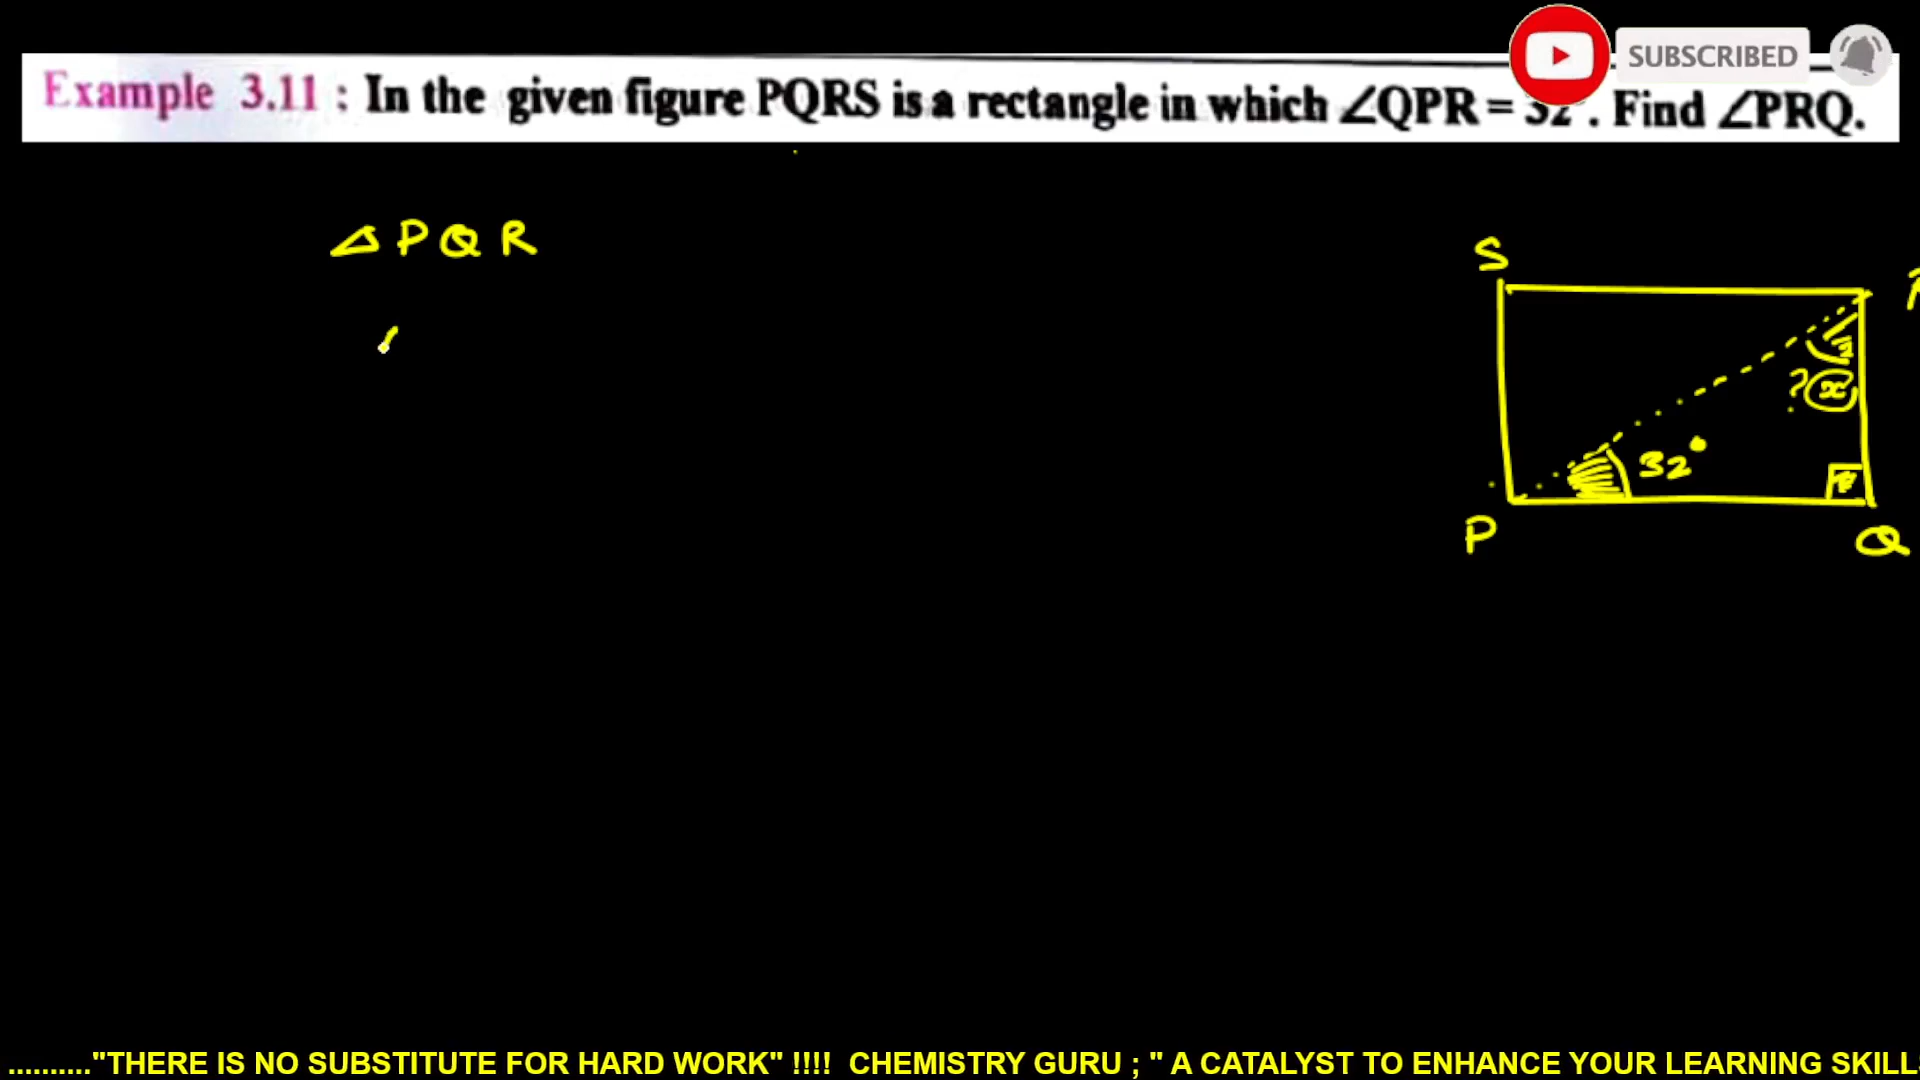 SUBSCRIBED
Example 3.11 : In the given figure PQRS is a rectangle in which ∠QPR = 32°. Find ∠PRQ.
△ P Q R
S
?
x
32°
P
Q
.........."THERE IS NO SUBSTITUTE FOR HARD WORK" !!!! CHEMISTRY GURU ; " A CATALYST TO ENHANCE YOUR LEARNING SKILL